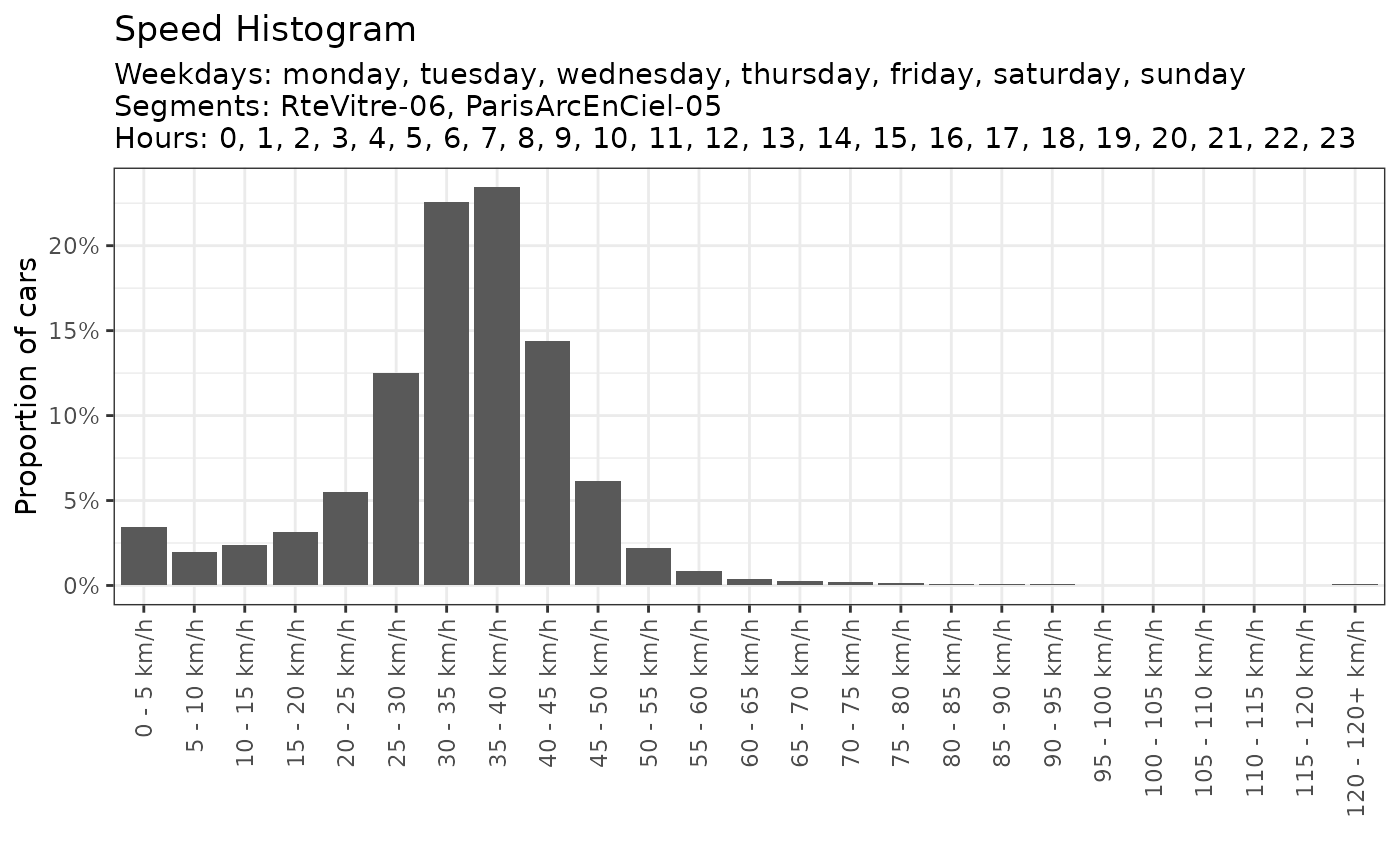 Speed Histogram
Weekdays: monday, tuesday, wednesday, thursday, friday, saturday, sunday
Segments: RteVitre-06, ParisArcEnCiel-05
Hours: 0, 1, 2, 3, 4, 5, 6, 7, 8, 9, 10, 11, 12, 13, 14, 15, 16, 17, 18, 19, 20, 21, 22, 23
Proportion of cars
20%
15%
10%
5%
0%
0 - 5 km/h
5 - 10 km/h
10 - 15 km/h
15 - 20 km/h
20 - 25 km/h
25 - 30 km/h
30 - 35 km/h
35 - 40 km/h
40 - 45 km/h
45 - 50 km/h
50 - 55 km/h
55 - 60 km/h
60 - 65 km/h
65 - 70 km/h
70 - 75 km/h
75 - 80 km/h
80 - 85 km/h
85 - 90 km/h
90 - 95 km/h
95 - 100 km/h
100 - 105 km/h
105 - 110 km/h
110 - 115 km/h
115 - 120 km/h
120 - 120+ km/h